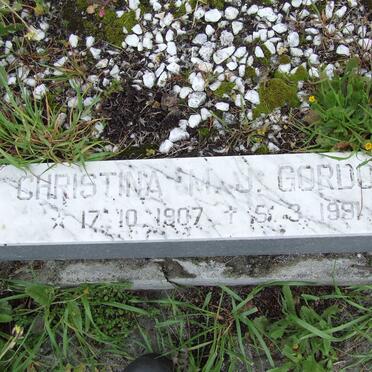 CHRISTINA M.J. GORDO
* 17.10.1907 + 5.3.1991